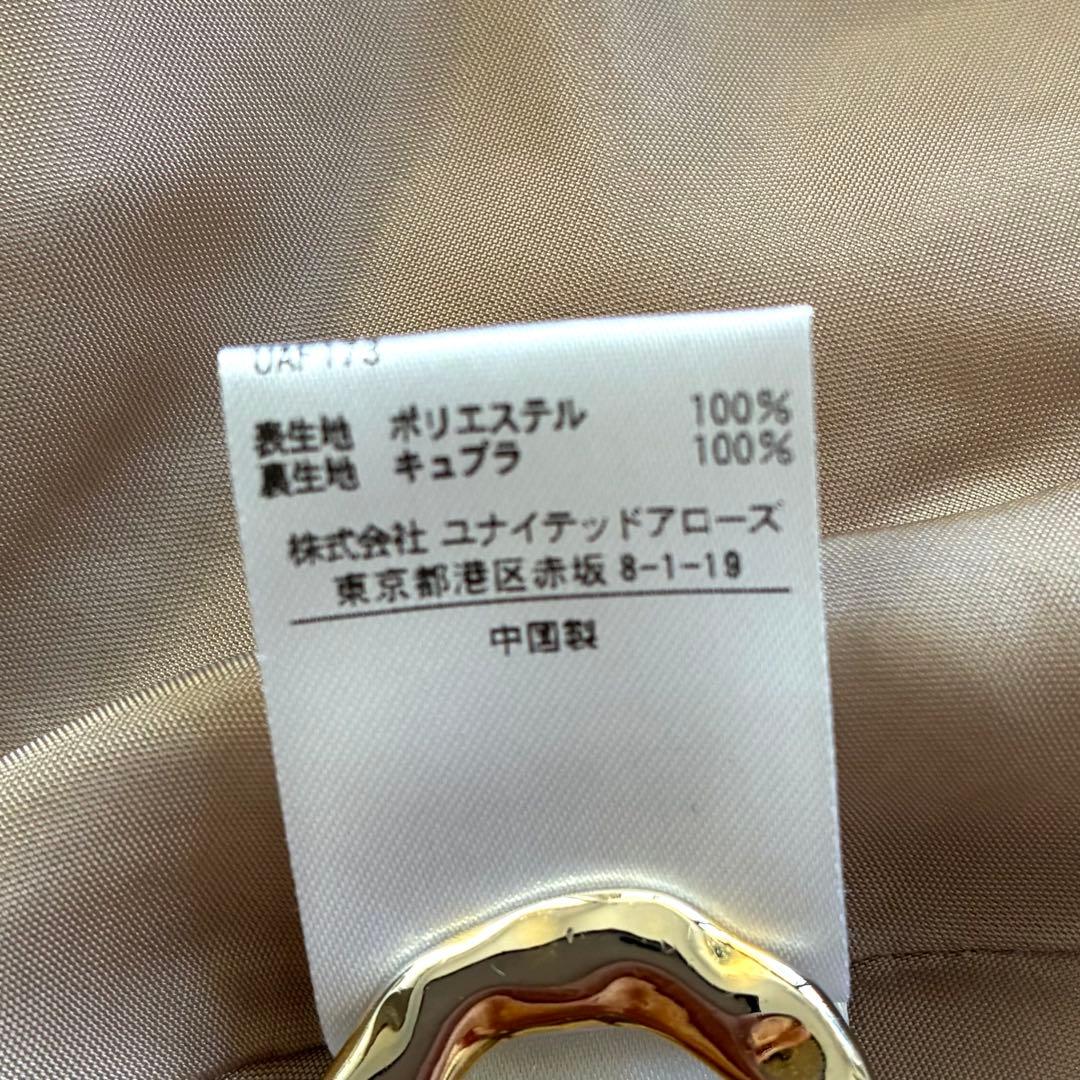 UAF173
表生地 ポリエステル 100%
裏生地 キュプラ 100%
株式会社 ユナイテッドアローズ
東京都港区赤坂 8-1-19
中国製